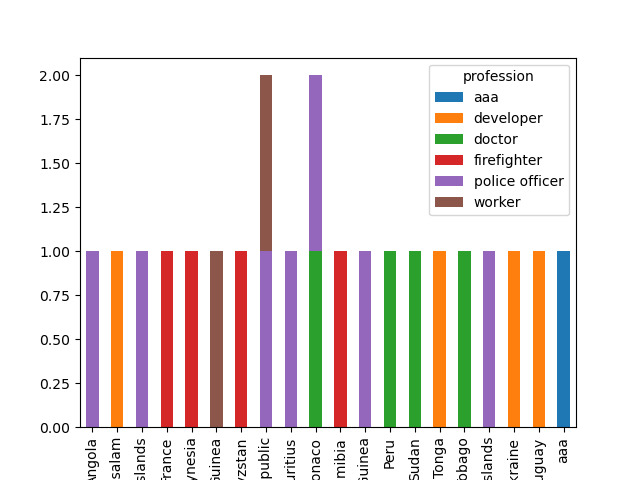 2.00
1.75
1.50
1.25
1.00
0.75
0.50
0.25
0.00
profession
aaa
developer
doctor
firefighter
police officer
worker
Angola
salam
slands
France
ynesia
Guinea
yzstan
public
uritius
onaco
mibia
Guinea
Peru
Sudan
Tonga
obago
slands
kraine
uguay
aaa